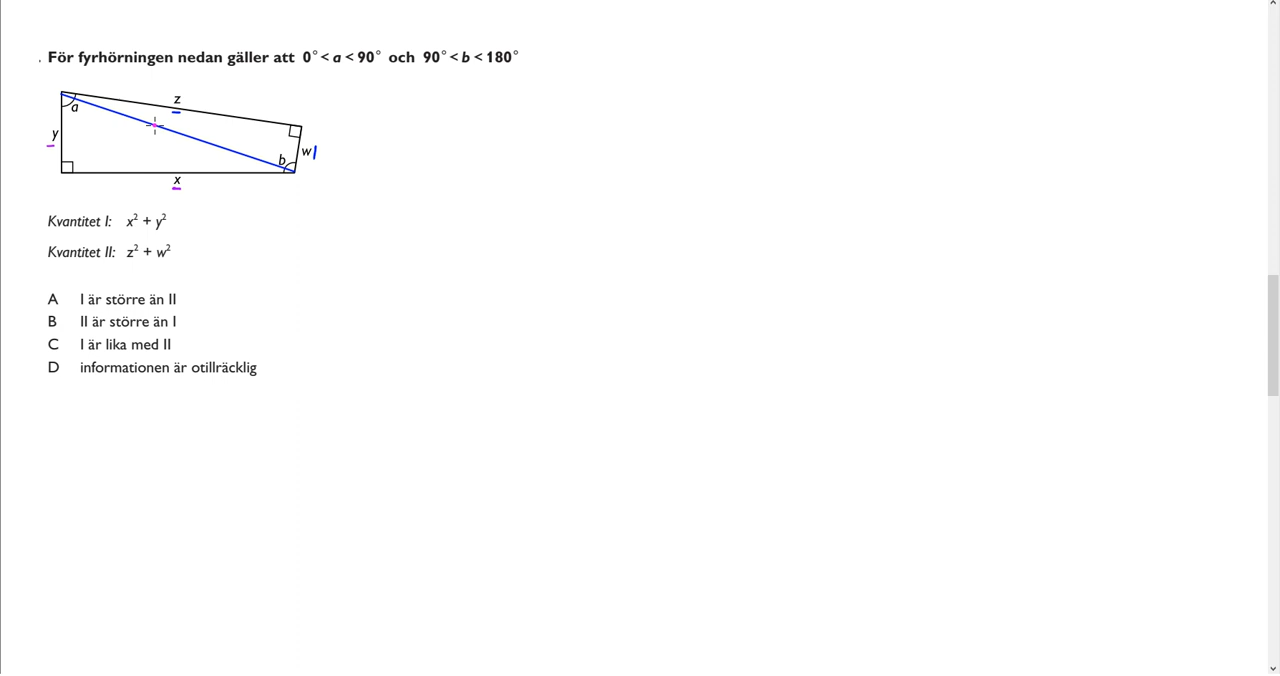 . För fyrhörningen nedan gäller att 0° < a < 90° och 90° < b < 180°
z
a
y
b
w
x
Kvantitet I: x² + y²
Kvantitet II: z² + w²
A I är större än II
B II är större än I
C I är lika med II
D informationen är otillräcklig